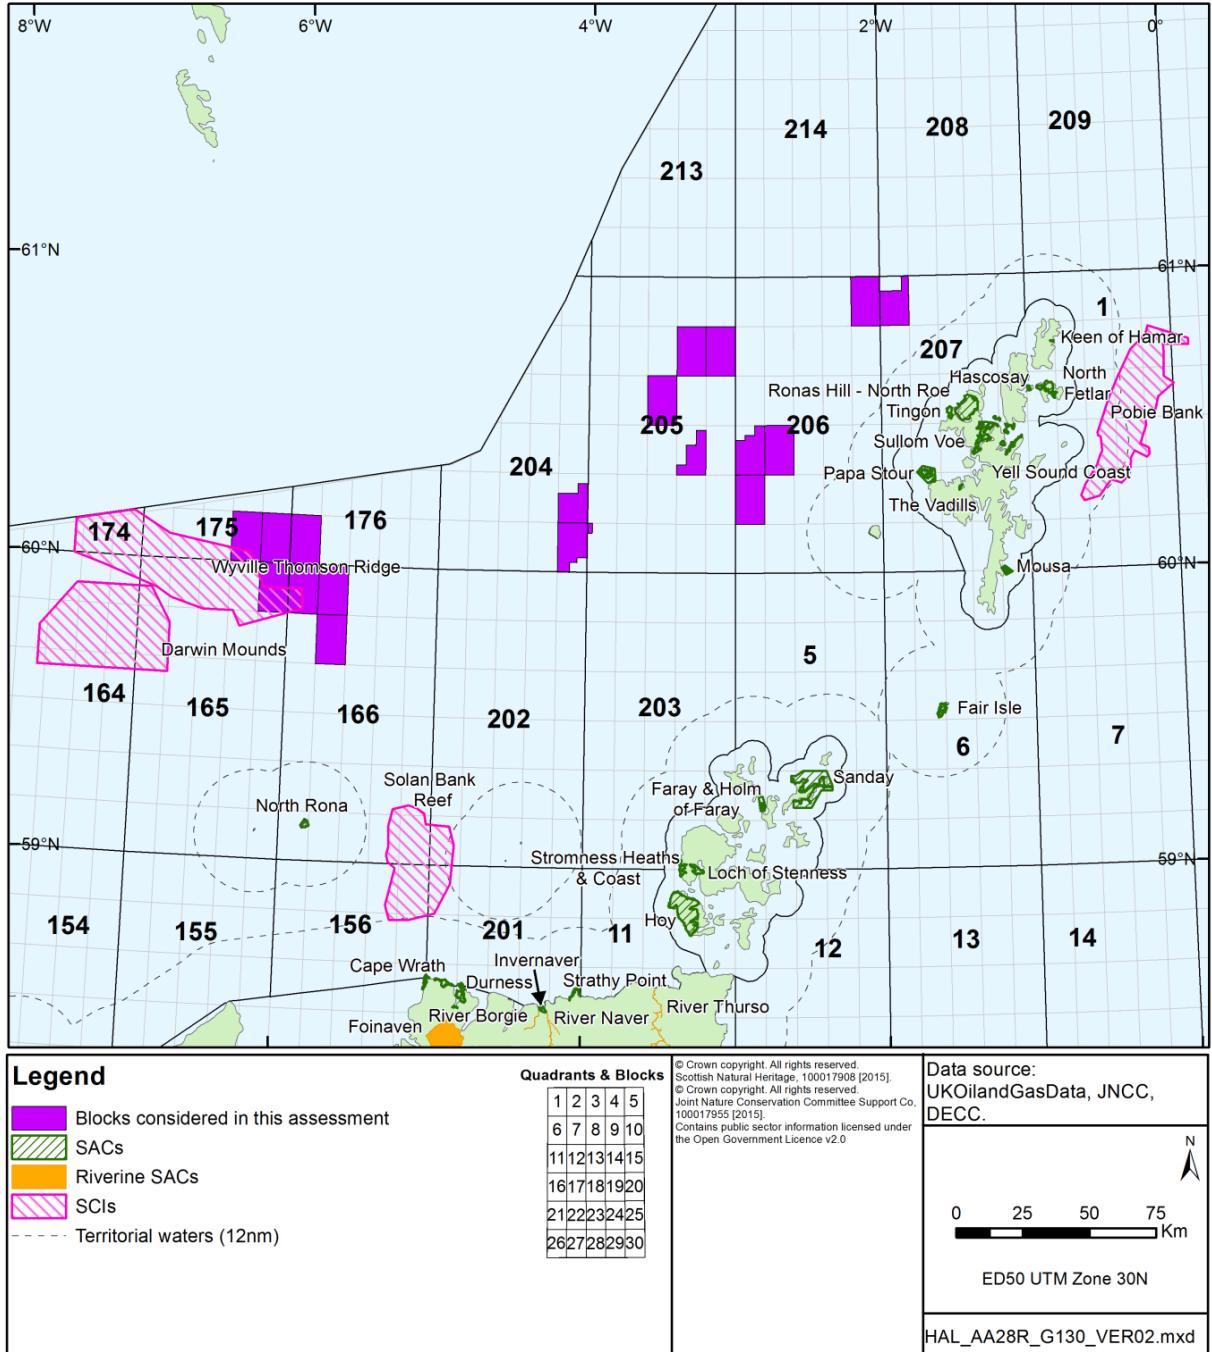 8°W
6°W
4°W
2°W
0°
214
208
209
213
61°N
61°N
1
207
Keen of Hamar
Hascosay
North
Fetlar
Ronas Hill - North Roe
Tingon
Pobie Bank
205
206
Sullom Voe
204
Papa Stour
Yell Sound Coast
The Vadills
174
175
176
60°N
60°N
Wyville Thomson Ridge
Mousa
Darwin Mounds
5
164
165
166
202
203
Fair Isle
6
7
Solan Bank
Reef
Sanday
Faray & Holm
of Faray
North Rona
59°N
59°N
Stromness Heaths
& Coast
Loch of Stenness
Hoy
154
155
156
201
11
12
13
14
Invernaver
Cape Wrath
Durness
Strathy Point
River Thurso
River Borgie
River Naver
Foinaven
Legend
Blocks considered in this assessment
SACs
Riverine SACs
SCIs
Territorial waters (12nm)
Quadrants & Blocks
1 2 3 4 5
6 7 8 9 10
11 12 13 14 15
16 17 18 19 20
21 22 23 24 25
26 27 28 29 30
© Crown copyright. All rights reserved.
Scottish Natural Heritage, 100017908 [2015].
© Crown copyright. All rights reserved.
Joint Nature Conservation Committee Support Co,
100017955 [2015].
Contains public sector information licensed under
the Open Government Licence v2.0
Data source:
UKOilandGasData, JNCC,
DECC.
N
0 25 50 75
Km
ED50 UTM Zone 30N
HAL_AA28R_G130_VER02.mxd